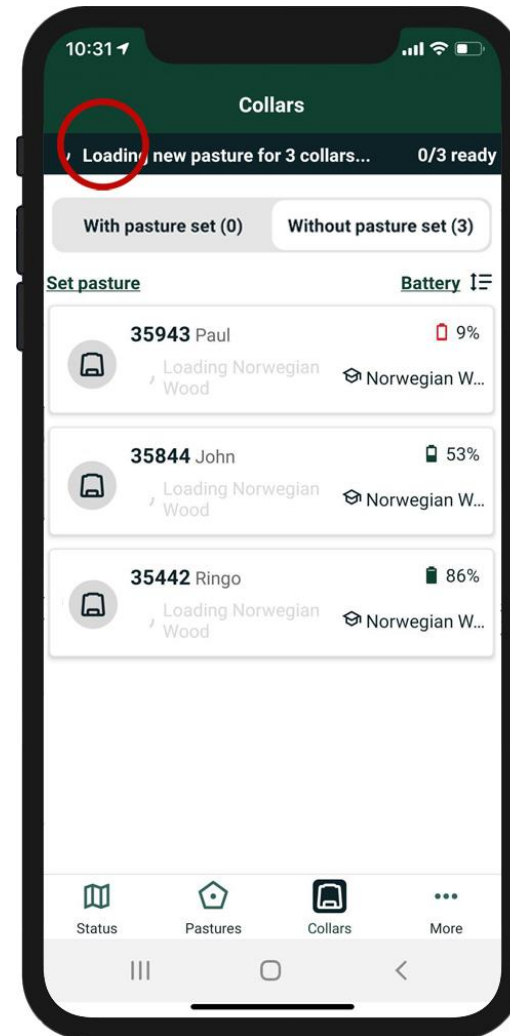 10:31
Collars
Loading new pasture for 3 collars... 0/3 ready
With pasture set (0) Without pasture set (3)
Set pasture Battery
35943 Paul 9%
Loading Norwegian
Wood
Norwegian W...
35844 John 53%
Loading Norwegian
Wood
Norwegian W...
35442 Ringo 86%
Loading Norwegian
Wood
Norwegian W...
Status Pastures Collars More